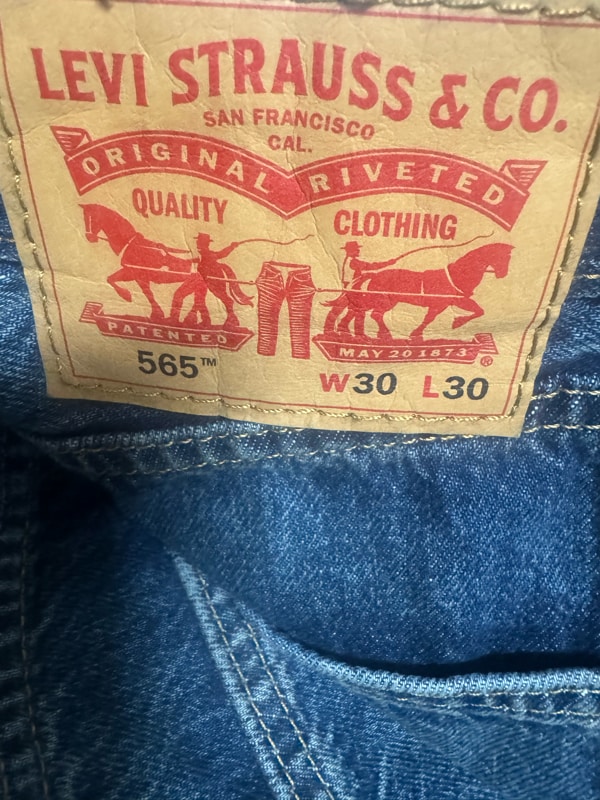 LEVI STRAUSS & CO.
SAN FRANCISCO
CAL.
ORIGINAL RIVETED
QUALITY CLOTHING
PATENTED MAY 20 1873 ®
565™ W30 L30